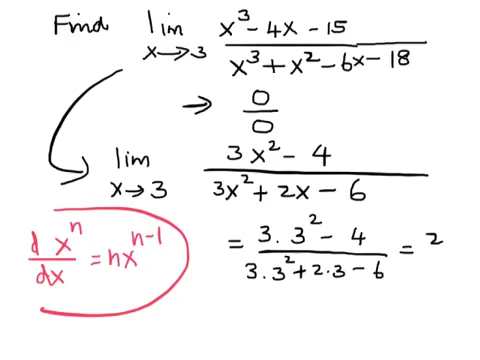 Find lim x→3 (x³ - 4x - 15)/(x³ + x² - 6x - 18)
→ 0/0
lim x→3 (3x² - 4)/(3x² + 2x - 6)
d/dx xⁿ = nxⁿ⁻¹
= (3.3² - 4)/(3.3² + 2.3 - 6) = 2